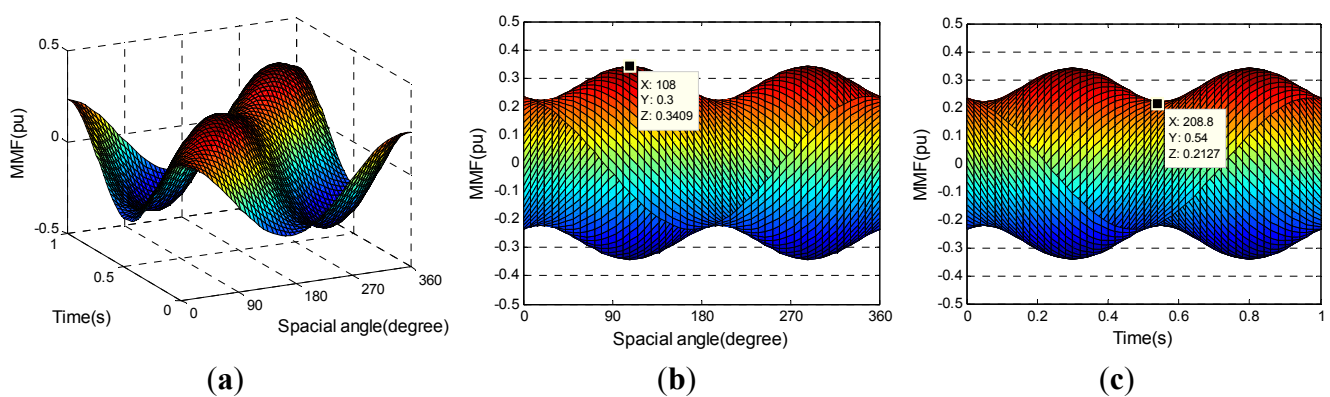 0.5
0
-0.5
MMF(pu)
1
0.5
0
Time(s)
0
90
180
270
360
Spacial angle(degree)
(a)
0.5
0.4
0.3
0.2
0.1
0
-0.1
-0.2
-0.3
-0.4
-0.5
MMF(pu)
X: 108
Y: 0.3
Z: 0.3409
0 90 180 270 360
Spacial angle(degree)
(b)
0.5
0.4
0.3
0.2
0.1
0
-0.1
-0.2
-0.3
-0.4
-0.5
MMF(pu)
X: 208.8
Y: 0.54
Z: 0.2127
0 0.2 0.4 0.6 0.8 1
Time(s)
(c)